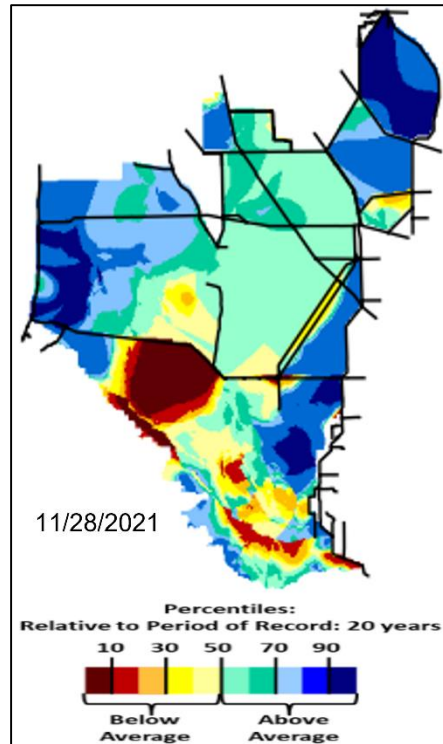 11/28/2021
Percentiles:
Relative to Period of Record: 20 years
10 30 50 70 90
Below Above
Average Average